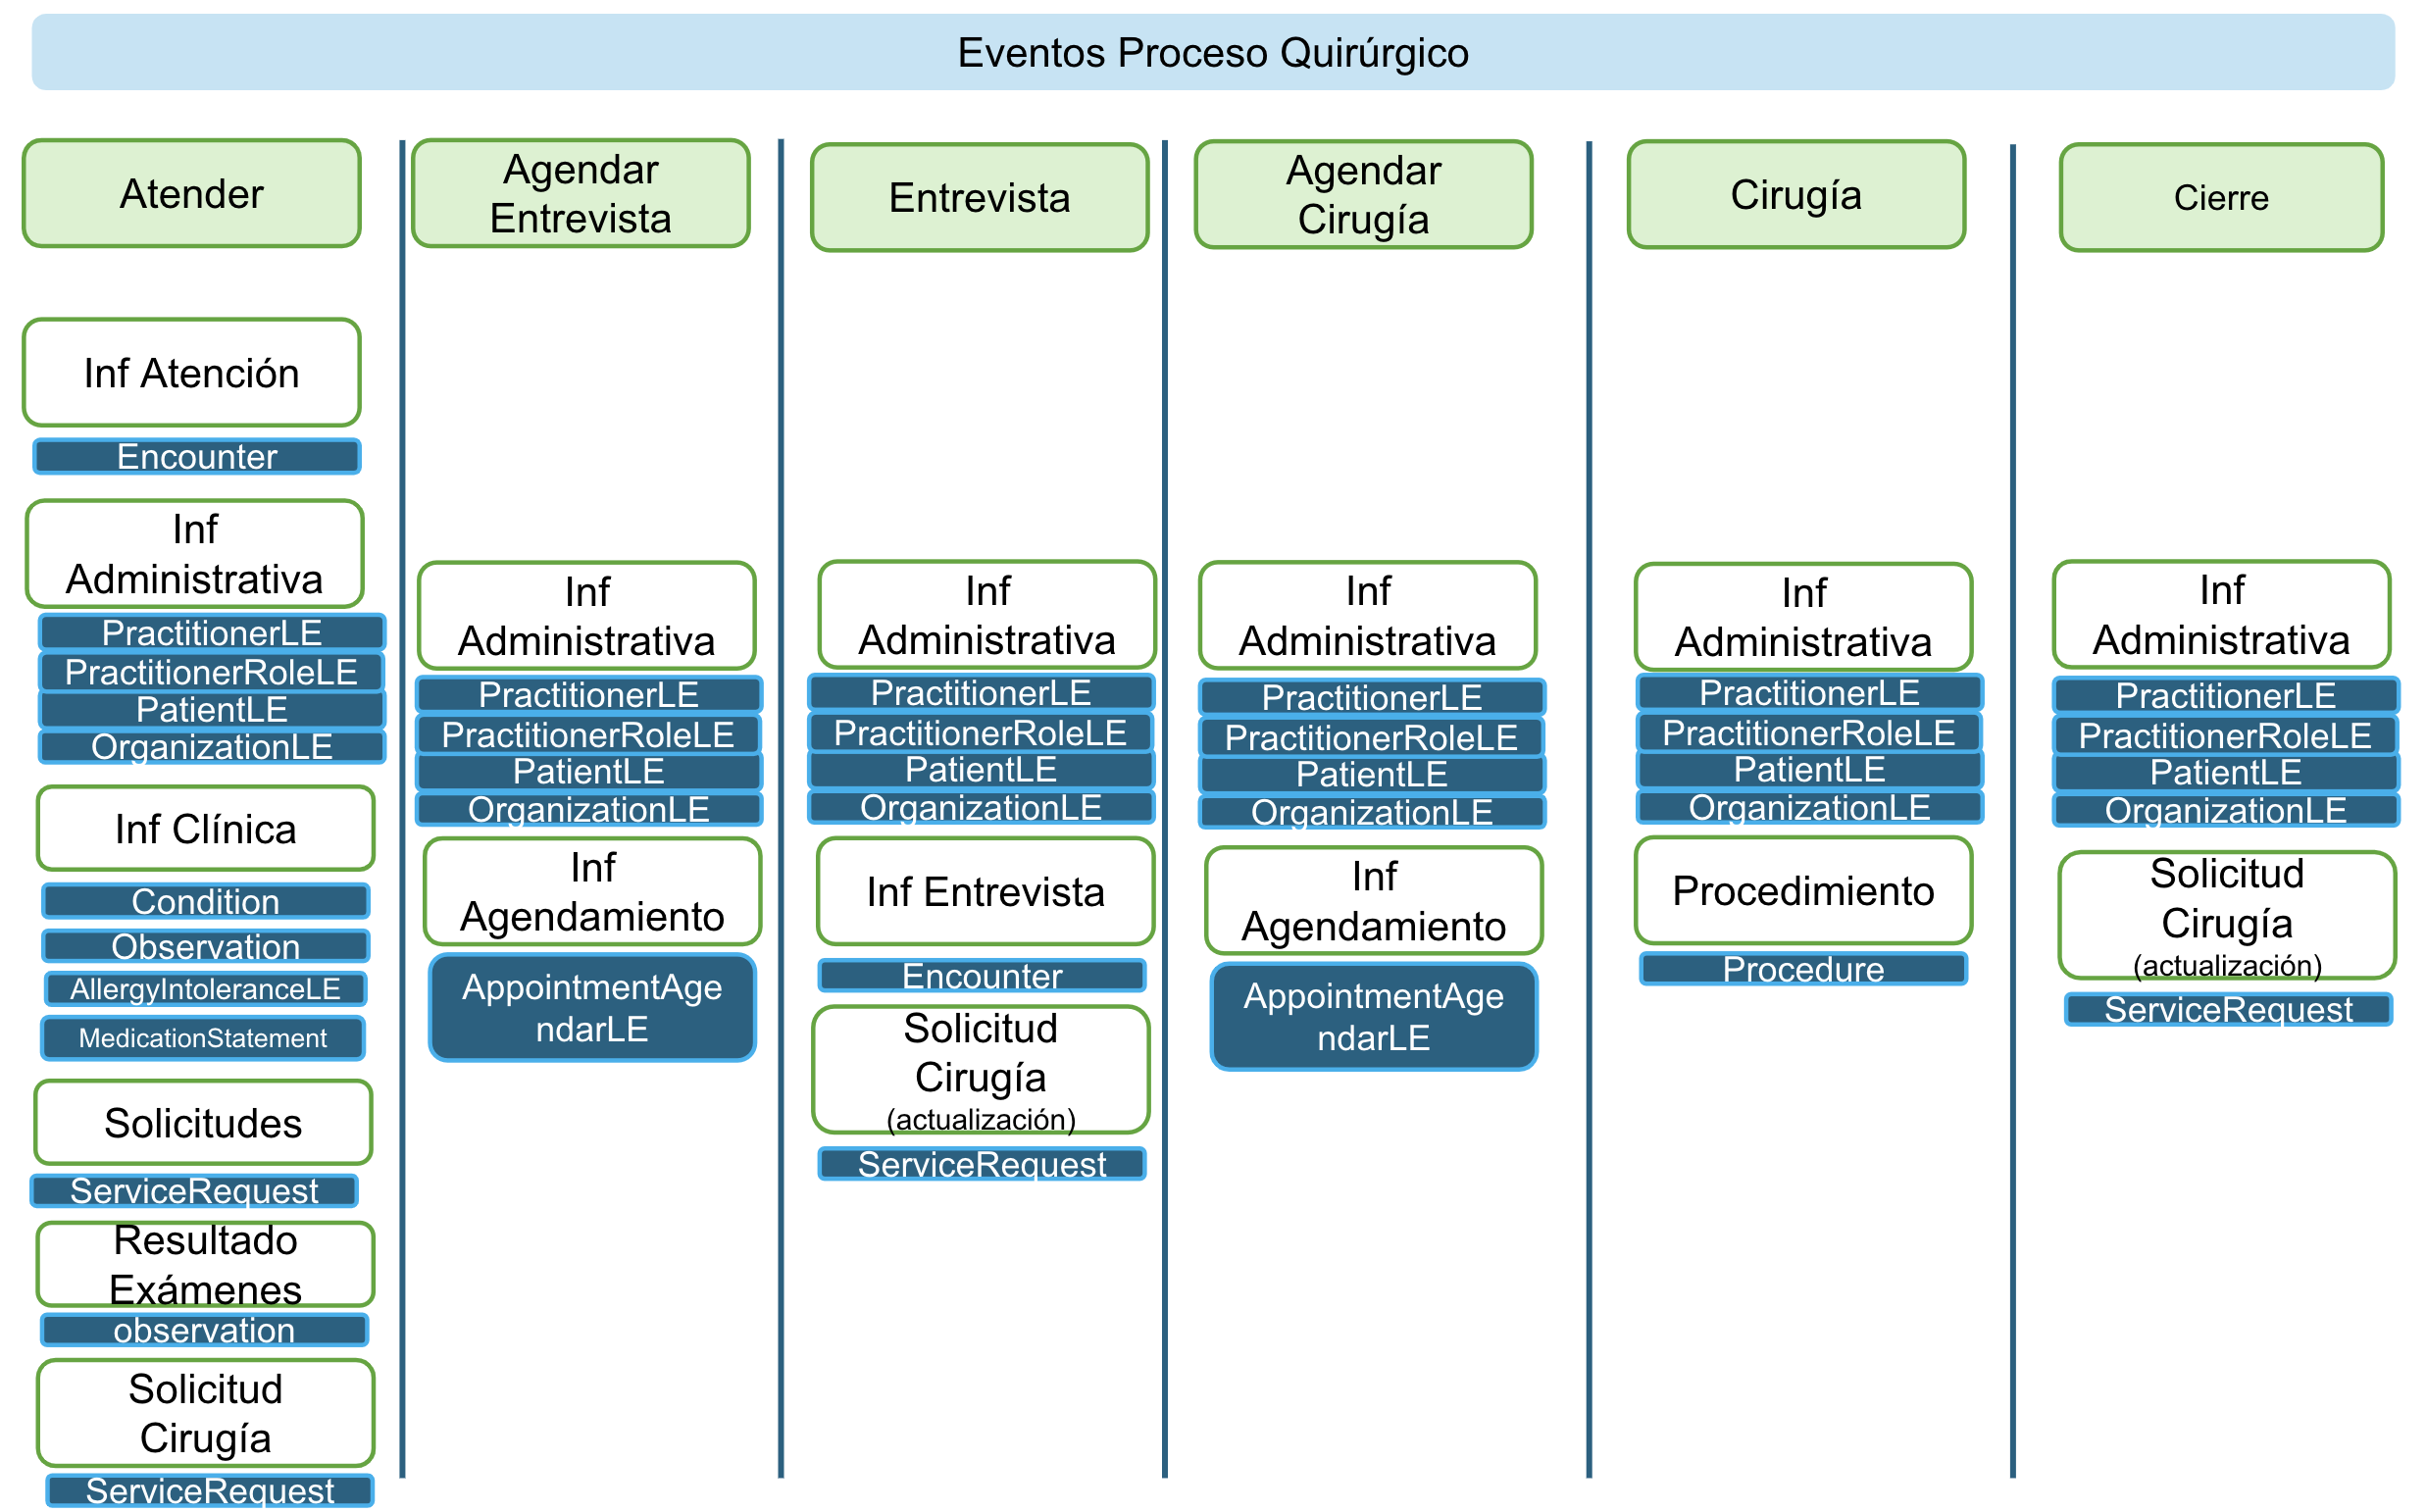 Eventos Proceso Quirúrgico
Atender
Inf Atención
Encounter
Inf
Administrativa
PractitionerLE
PractitionerRoleLE
PatientLE
OrganizationLE
Inf Clínica
Condition
Observation
AllergyIntoleranceLE
MedicationStatement
Solicitudes
ServiceRequest
Resultado
Exámenes
observation
Solicitud
Cirugía
ServiceRequest
Agendar
Entrevista
Inf
Administrativa
PractitionerLE
PractitionerRoleLE
PatientLE
OrganizationLE
Inf
Agendamiento
AppointmentAge
ndarLE
Entrevista
Inf
Administrativa
PractitionerLE
PractitionerRoleLE
PatientLE
OrganizationLE
Inf Entrevista
Encounter
Solicitud
Cirugía
(actualización)
ServiceRequest
Agendar
Cirugía
Inf
Administrativa
PractitionerLE
PractitionerRoleLE
PatientLE
OrganizationLE
Inf
Agendamiento
AppointmentAge
ndarLE
Cirugía
Inf
Administrativa
PractitionerLE
PractitionerRoleLE
PatientLE
OrganizationLE
Procedimiento
Procedure
Cierre
Inf
Administrativa
PractitionerLE
PractitionerRoleLE
PatientLE
OrganizationLE
Solicitud
Cirugía
(actualización)
ServiceRequest